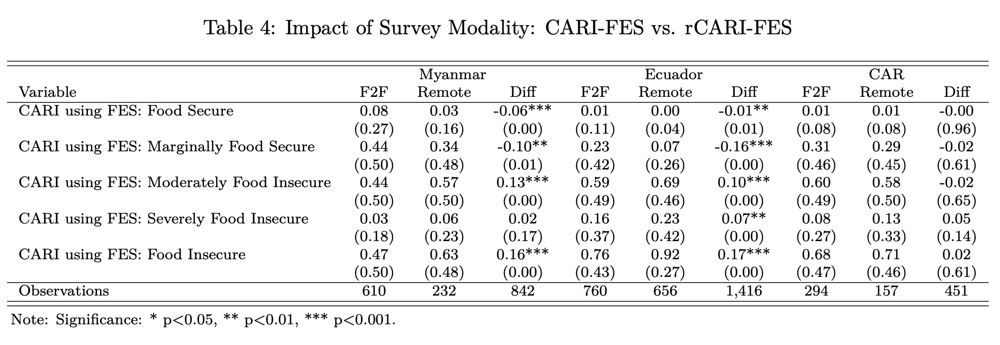 Table 4: Impact of Survey Modality: CARI-FES vs. rCARI-FES
Myanmar Ecuador CAR
Variable F2F Remote Diff F2F Remote Diff F2F Remote Diff
CARI using FES: Food Secure 0.08 0.03 -0.06*** 0.01 0.00 -0.01** 0.01 0.01 -0.00
(0.27) (0.16) (0.00) (0.11) (0.04) (0.01) (0.08) (0.08) (0.96)
CARI using FES: Marginally Food Secure 0.44 0.34 -0.10** 0.23 0.07 -0.16*** 0.31 0.29 -0.02
(0.50) (0.48) (0.01) (0.42) (0.26) (0.00) (0.46) (0.45) (0.61)
CARI using FES: Moderately Food Insecure 0.44 0.57 0.13*** 0.59 0.69 0.10*** 0.60 0.58 -0.02
(0.50) (0.50) (0.00) (0.49) (0.46) (0.00) (0.49) (0.50) (0.65)
CARI using FES: Severely Food Insecure 0.03 0.06 0.02 0.16 0.23 0.07** 0.08 0.13 0.05
(0.18) (0.23) (0.17) (0.37) (0.42) (0.00) (0.27) (0.33) (0.14)
CARI using FES: Food Insecure 0.47 0.63 0.16*** 0.76 0.92 0.17*** 0.68 0.71 0.02
(0.50) (0.48) (0.00) (0.43) (0.27) (0.00) (0.47) (0.46) (0.61)
Observations 610 232 842 760 656 1,416 294 157 451
Note: Significance: * p<0.05, ** p<0.01, *** p<0.001.